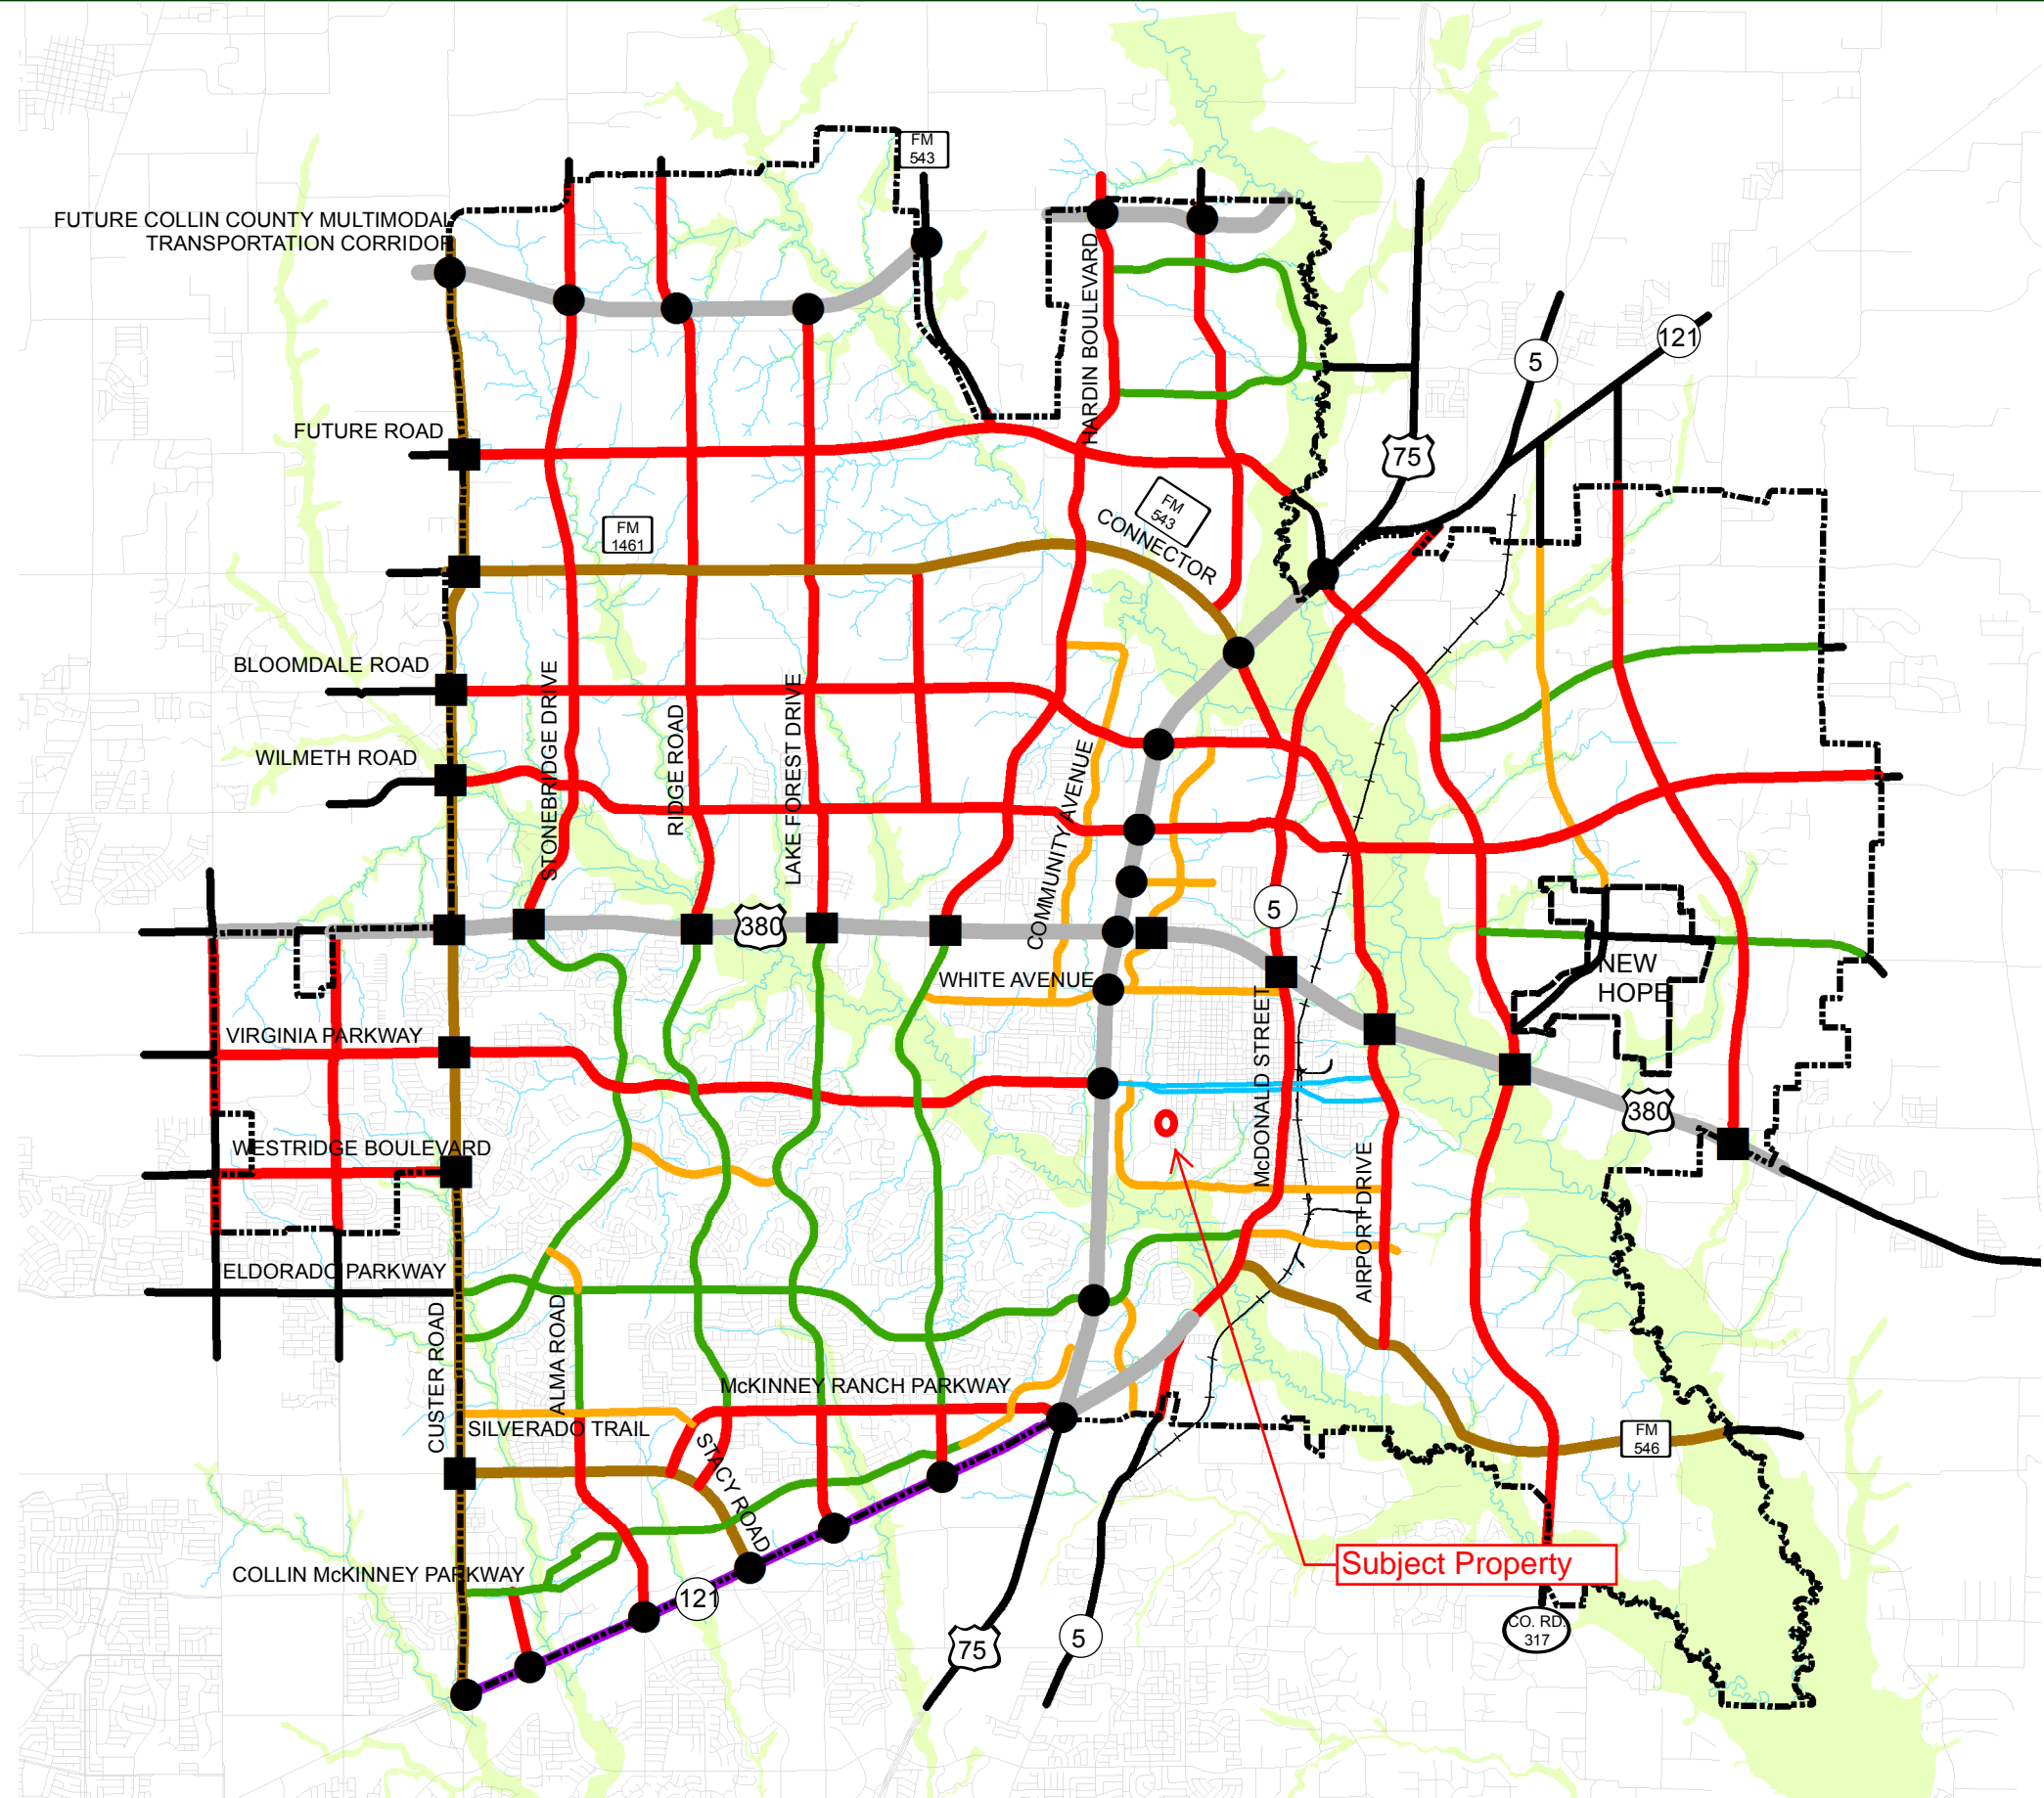 FM
543
FUTURE COLLIN COUNTY MULTIMODAL
TRANSPORTATION CORRIDOR
HARDIN BOULEVARD
121
5
FUTURE ROAD
75
FM
543
CONNECTOR
FM
1461
BLOOMDALE ROAD
STONEBRIDGE DRIVE
RIDGE ROAD
LAKE FOREST DRIVE
WILMETH ROAD
COMMUNITY AVENUE
380
5
WHITE AVENUE
NEW
HOPE
VIRGINIA PARKWAY
McDONALD STREET
380
WESTRIDGE BOULEVARD
AIRPORT DRIVE
ELDORADO PARKWAY
CUSTER ROAD
ALMA ROAD
McKINNEY RANCH PARKWAY
SILVERADO TRAIL
STACY ROAD
FM
546
COLLIN McKINNEY PARKWAY
Subject Property
121
75
5
CO. RD.
317